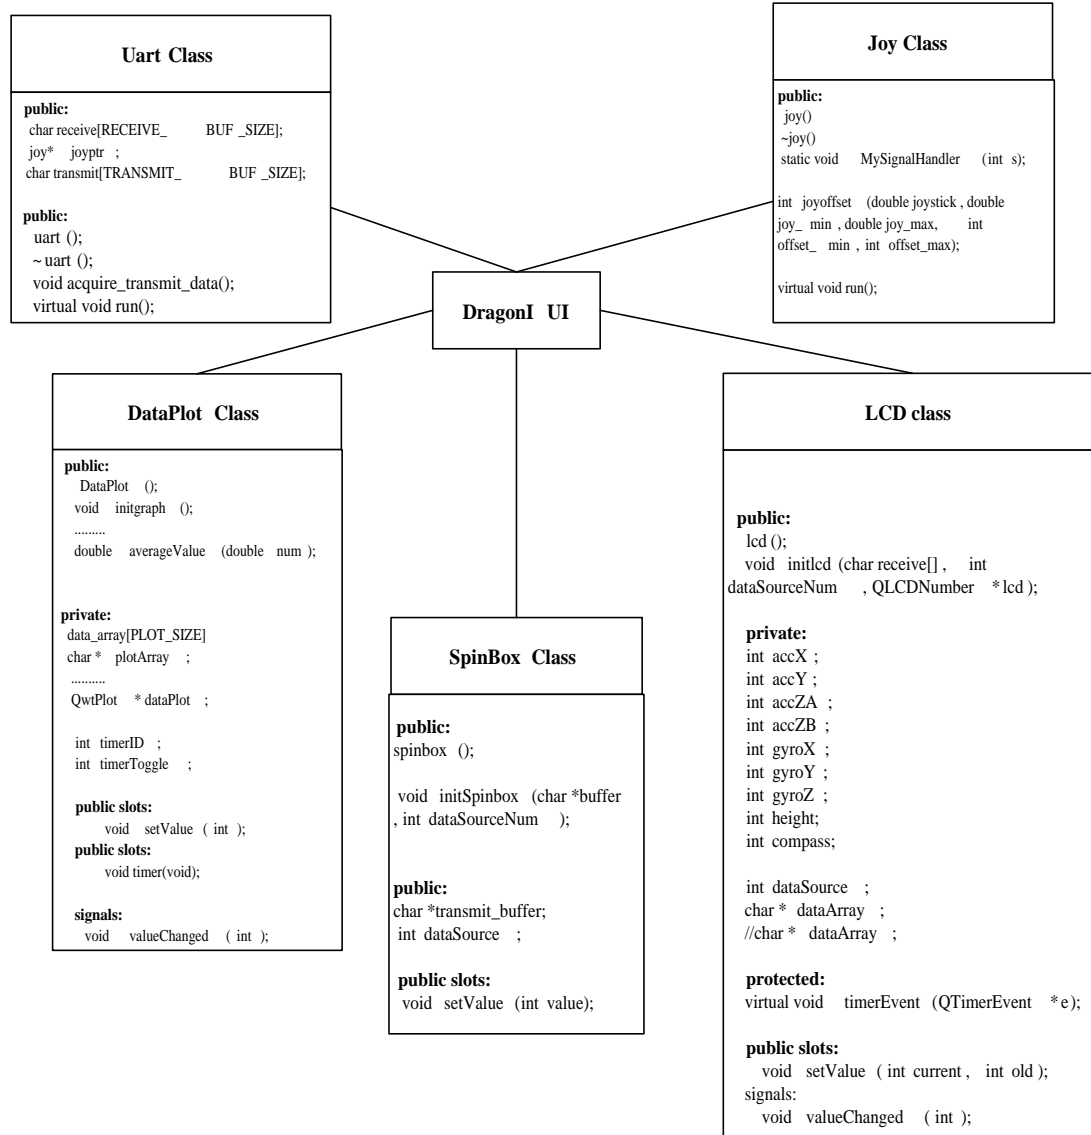 Uart Class
public:
char receive[RECEIVE_ BUF _SIZE];
joy* joyptr ;
char transmit[TRANSMIT_ BUF _SIZE];
public:
uart ();
~ uart ();
void acquire_transmit_data();
virtual void run();
Joy Class
public:
joy()
~joy()
static void MySignalHandler (int s);
int joyoffset (double joystick , double
joy_ min , double joy_max, int
offset_ min , int offset_max);
virtual void run();
DragonI UI
DataPlot Class
public:
DataPlot ();
void initgraph ();
.........
double averageValue (double num );
private:
data_array[PLOT_SIZE]
char * plotArray ;
..........
QwtPlot * dataPlot ;
int timerID ;
int timerToggle ;
public slots:
void setValue ( int );
public slots:
void timer(void);
signals:
void valueChanged ( int );
SpinBox Class
public:
spinbox ();
void initSpinbox (char *buffer
, int dataSourceNum );
public:
char *transmit_buffer;
int dataSource ;
public slots:
void setValue (int value);
LCD class
public:
lcd ();
void initlcd (char receive[] , int
dataSourceNum , QLCDNumber * lcd );
private:
int accX ;
int accY ;
int accZA ;
int accZB ;
int gyroX ;
int gyroY ;
int gyroZ ;
int height;
int compass;
int dataSource ;
char * dataArray ;
//char * dataArray ;
protected:
virtual void timerEvent (QTimerEvent * e);
public slots:
void setValue ( int current , int old );
signals:
void valueChanged ( int );